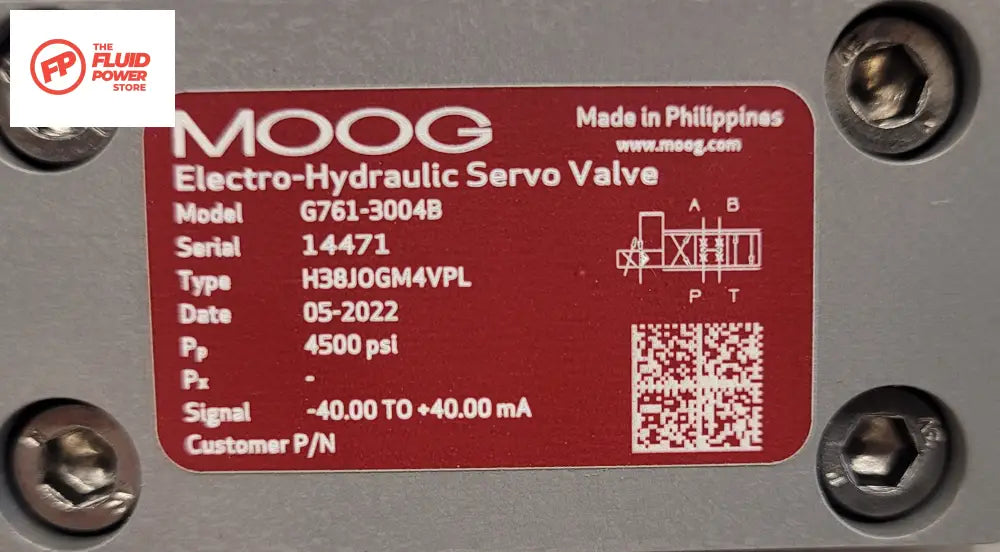 THE
FLUID
POWER
STORE
FP
MOOG
Made in Philippines
www.moog.com
Electro-Hydraulic Servo Valve
Model G761-3004B
Serial 14471
Type H38JOGM4VPL
Date 05-2022
Pp 4500 psi
Px -
Signal -40.00 TO +40.00 mA
Customer P/N
A B
P T